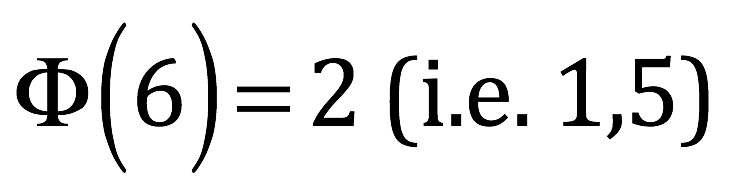 Φ(6) = 2 (i.e. 1,5)